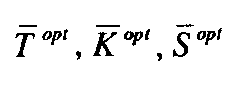 T̅ ᵒᵖᵗ , K̅ ᵒᵖᵗ , S̅ ᵒᵖᵗ